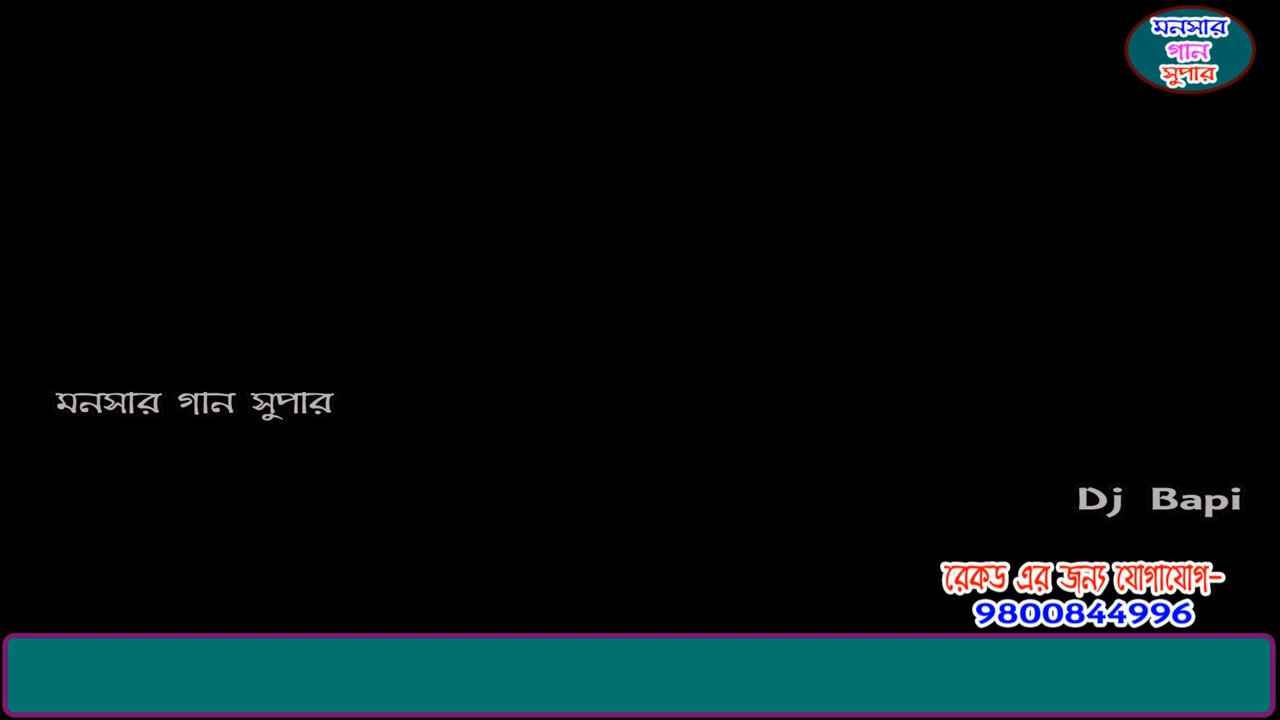 মনসার
গান
সুপার
মনসার গান সুপার
Dj Bapi
রেকড এর জন্য যোগাযোগ-
9800844996